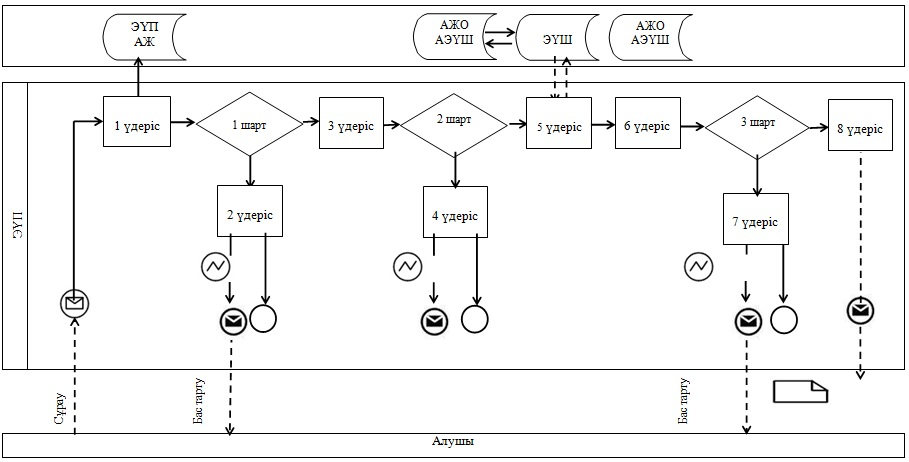 ЭҮП
АЖ
АЖО
АЭҮШ
ЭҮШ
АЖО
АЭҮШ
ЭҮП
1 үдеріс
1 шарт
3 үдеріс
2 шарт
5 үдеріс
6 үдеріс
3 шарт
8 үдеріс
2 үдеріс
4 үдеріс
7 үдеріс
Сұрау
Бас тарту
Бас тарту
Алушы